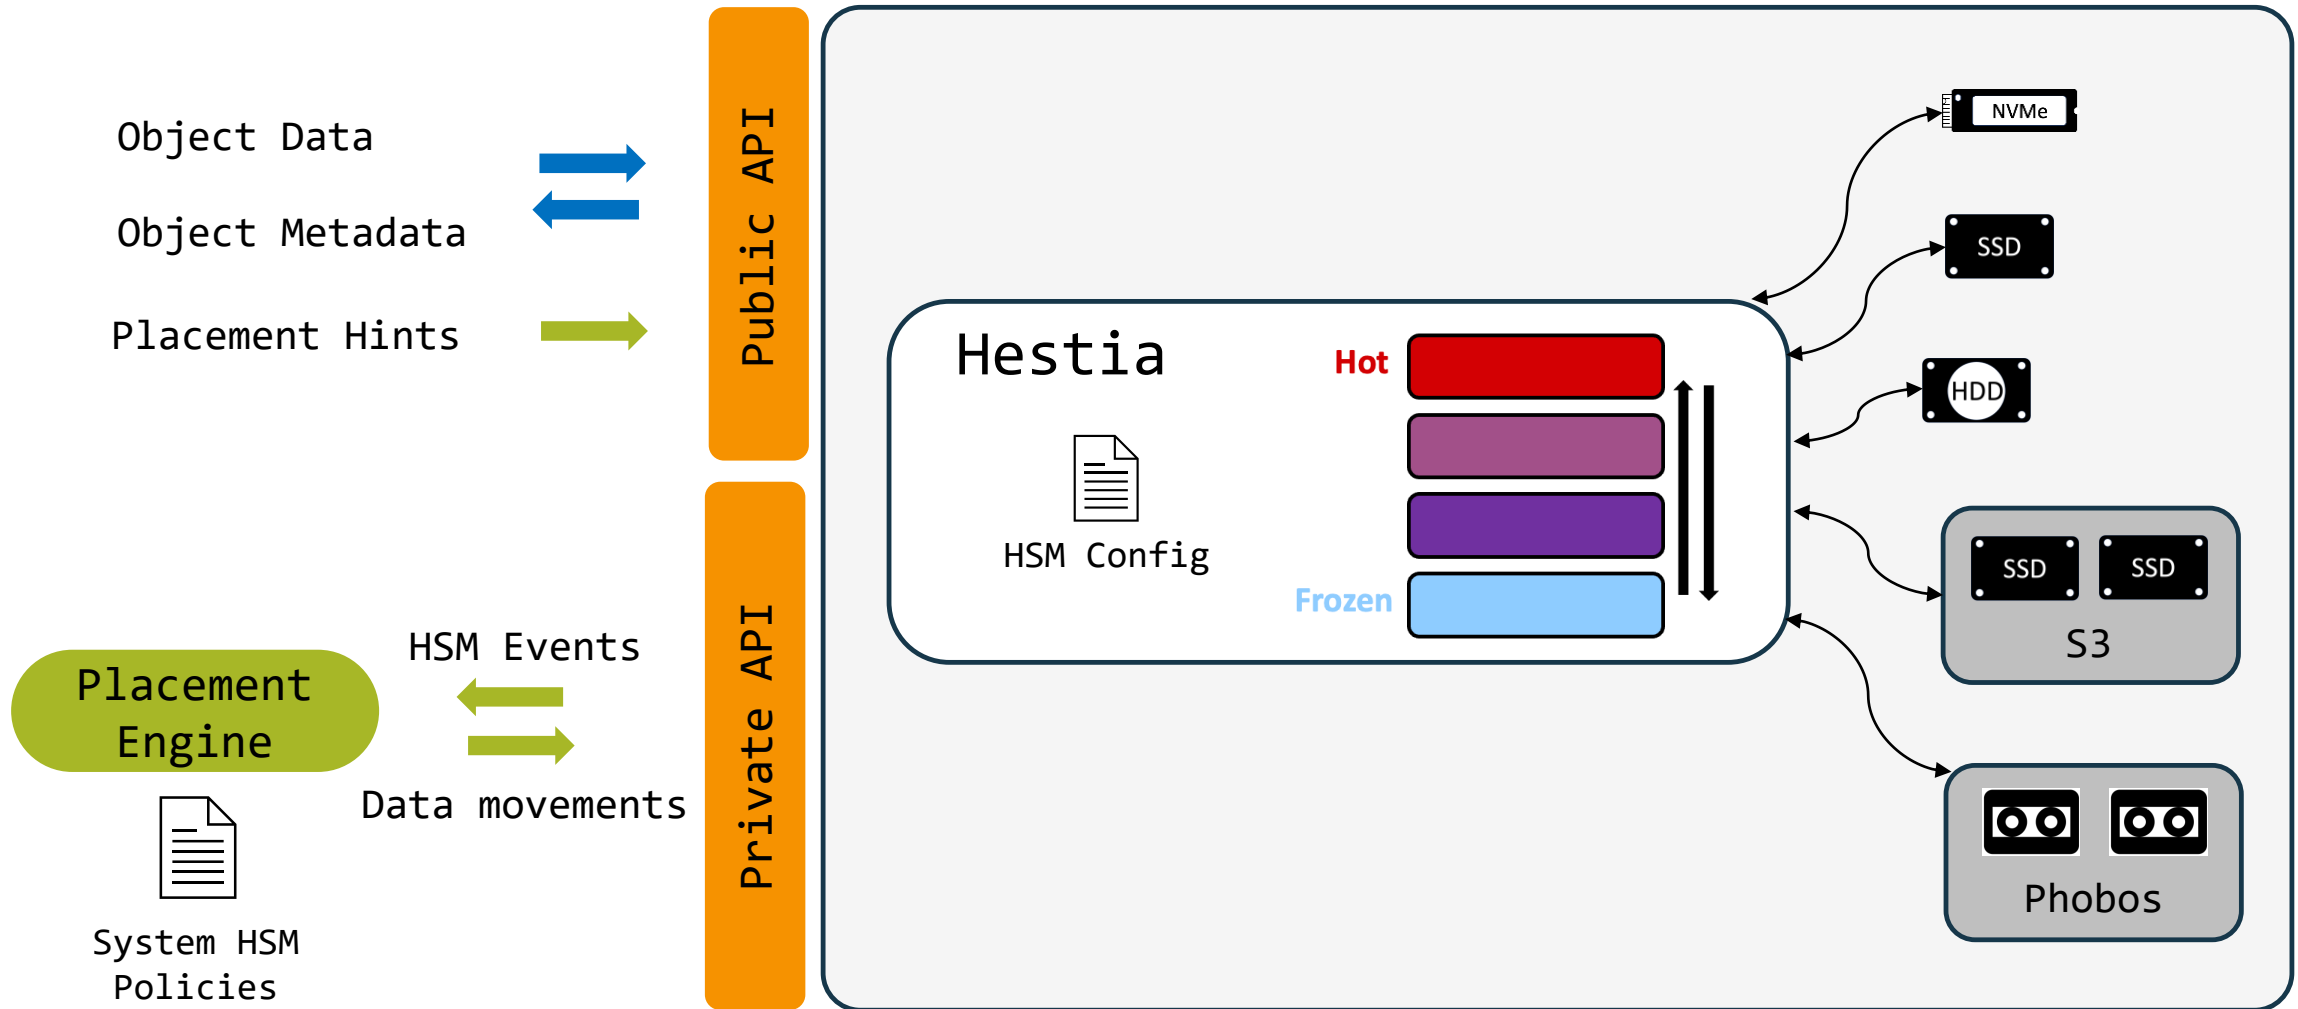 Object Data
Object Metadata
Placement Hints
Public API
Private API
HSM Events
Placement
Engine
Data movements
System HSM
Policies
Hestia
HSM Config
Hot
Frozen
NVMe
SSD
HDD
SSD SSD
S3
Phobos